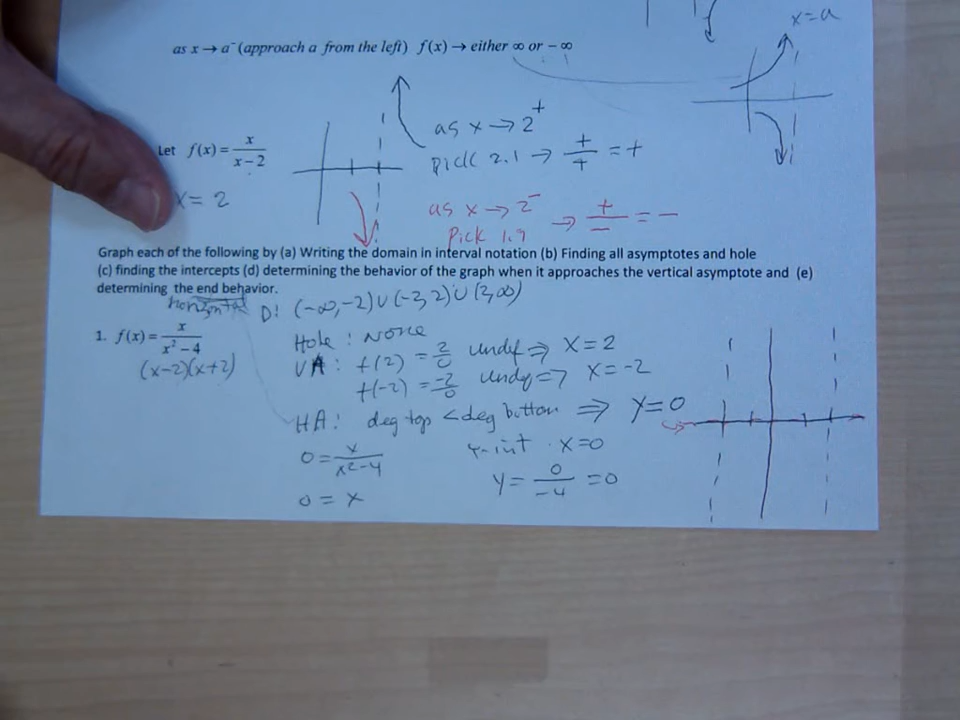 x=a
as x → a⁻ (approach a from the left) f(x) → either ∞ or − ∞
as x → 2⁺
Let f(x) = x/(x−2)
pick 2.1 → +/+ = +
x = 2
as x → 2⁻ ⇒ +/− = −
Pick 1.9
Graph each of the following by (a) Writing the domain in interval notation (b) Finding all asymptotes and hole
(c) finding the intercepts (d) determining the behavior of the graph when it approaches the vertical asymptote and (e)
determining the end behavior.
horizontal
D: (-∞,-2)∪(-2,2)∪(2,∞)
Hole : None
1. f(x) = x/(x²−4)
(x-2)(x+2)
VA: f(2) = 2/0 undef ⇒ x=2
f(-2) = -2/0 undef ⇒ x=-2
HA: deg top < deg button ⇒ y=0
0 = x/(x²-4)
Y-int x=0
y = 0/-4 = 0
0 = x